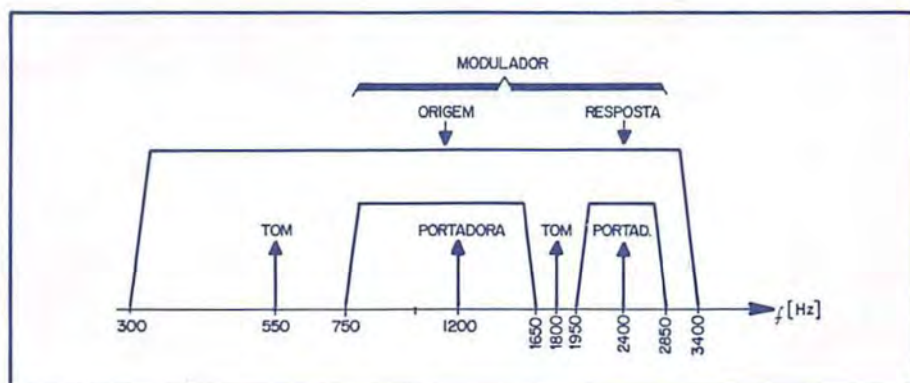 MODULADOR
ORIGEM RESPOSTA
TOM PORTADORA TOM PORTAD.
300 550 750 1200 1650 1800 1950 2400 2850 3400 f [Hz]